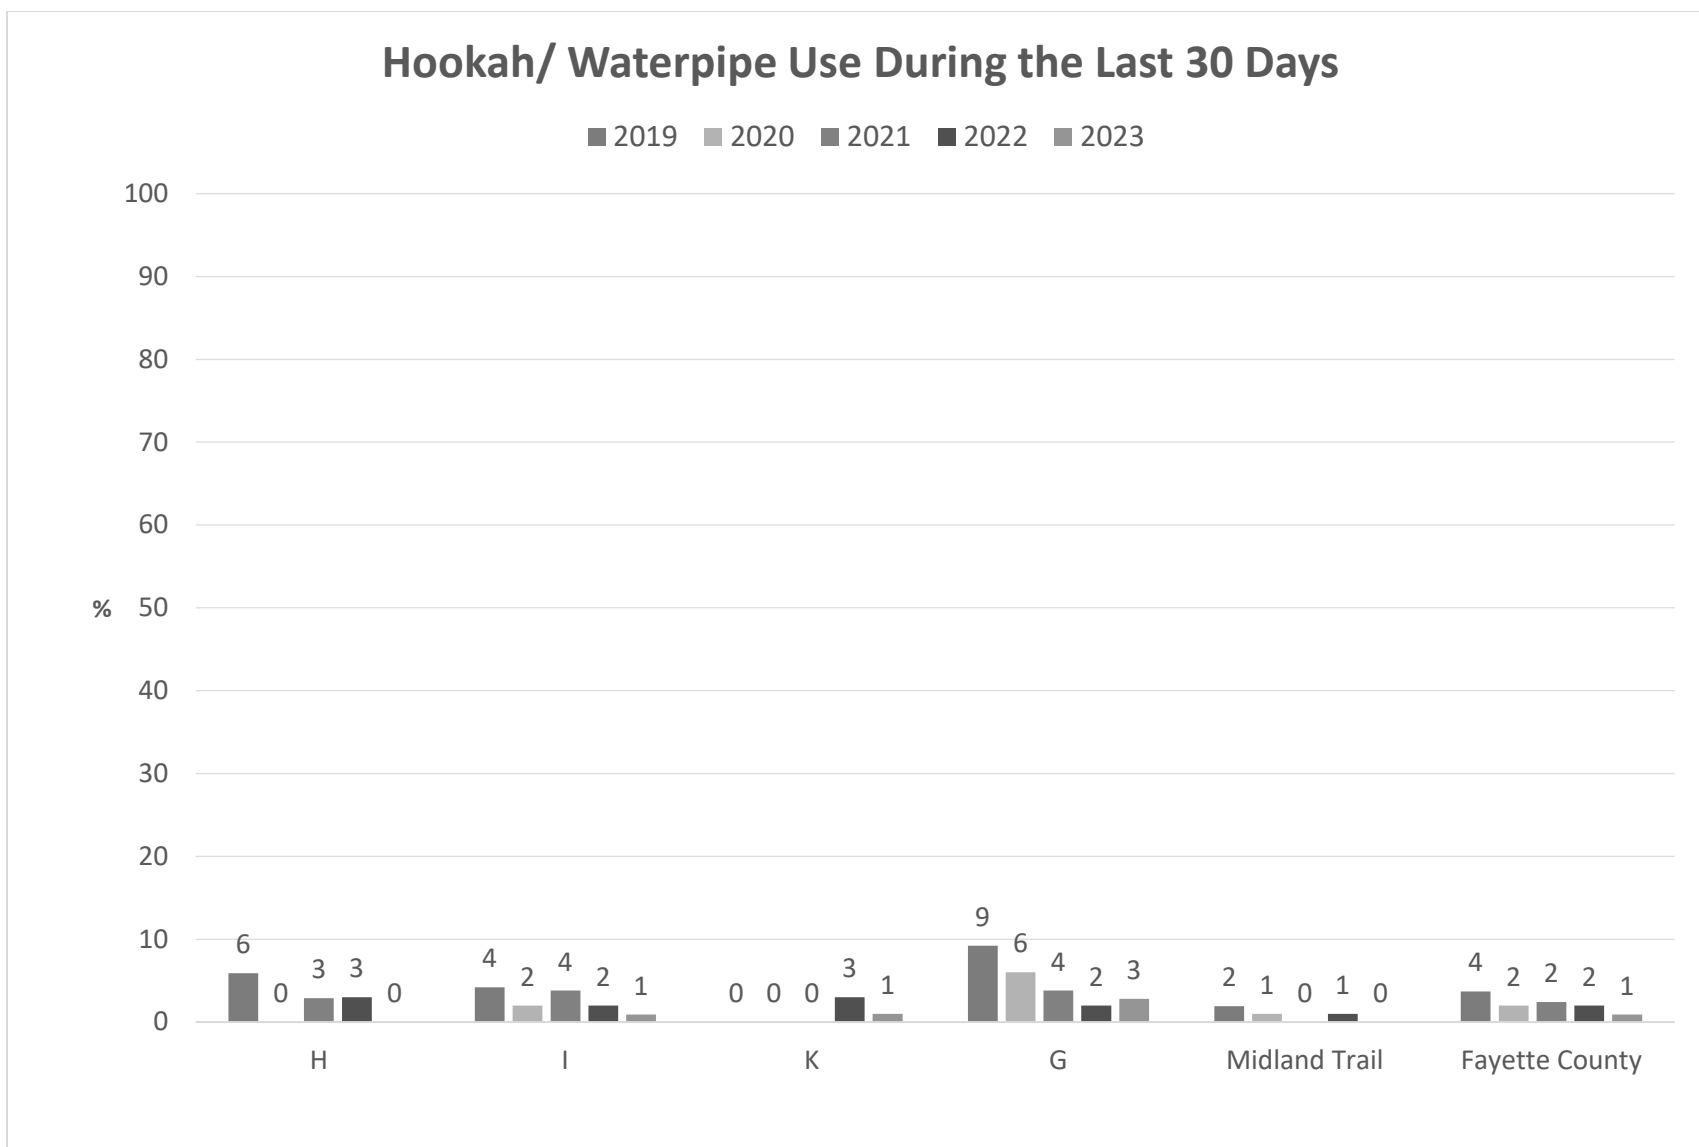 Hookah/ Waterpipe Use During the Last 30 Days
2019 2020 2021 2022 2023
100
90
80
70
60
% 50
40
30
20
10
0
6 0 3 3 0
4 2 4 2 1
0 0 0 3 1
9 6 4 2 3
2 1 0 1 0
4 2 2 2 1
H I K G Midland Trail Fayette County